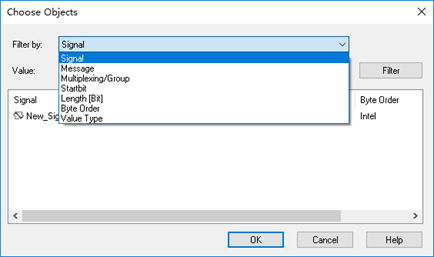 Choose Objects
Filter by: Signal
Signal
Message
Multiplexing/Group
Startbit
Length [Bit]
Byte Order
Value Type
Value: Filter
Signal Byte Order
New_Sig Intel
OK Cancel Help